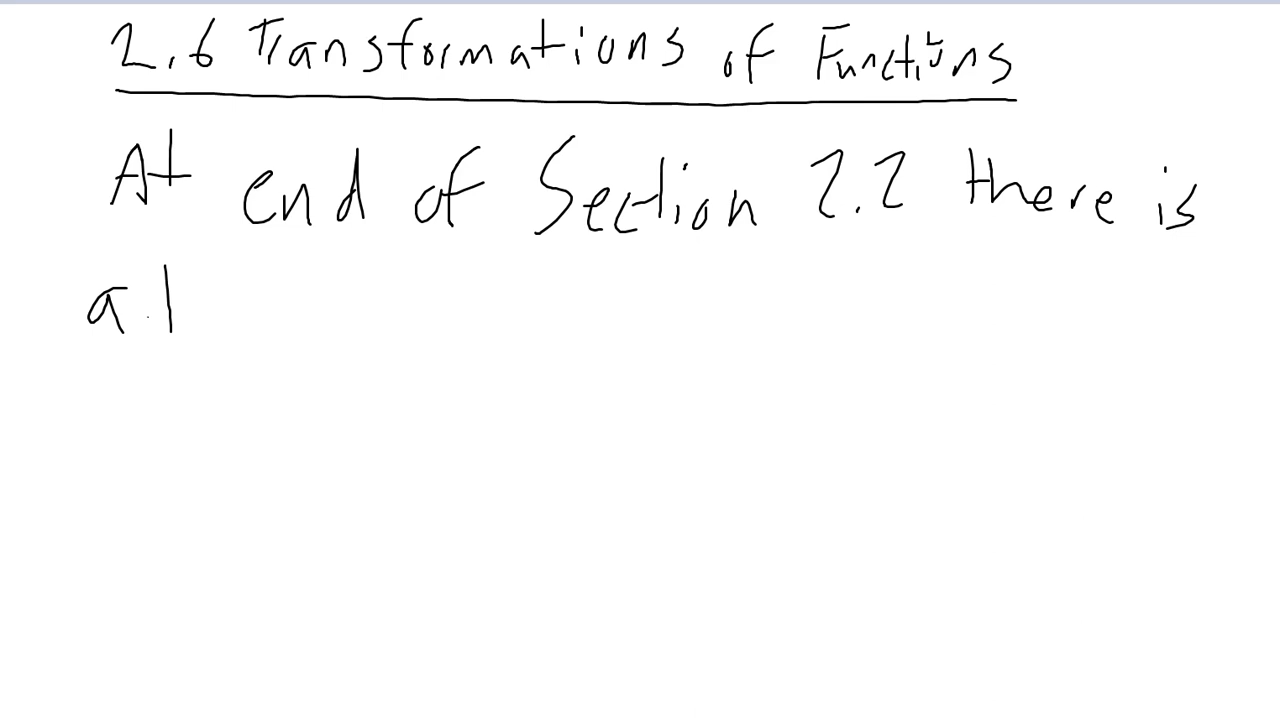 2.6 Transformations of Functions
At end of Section 2.2 there is
a l